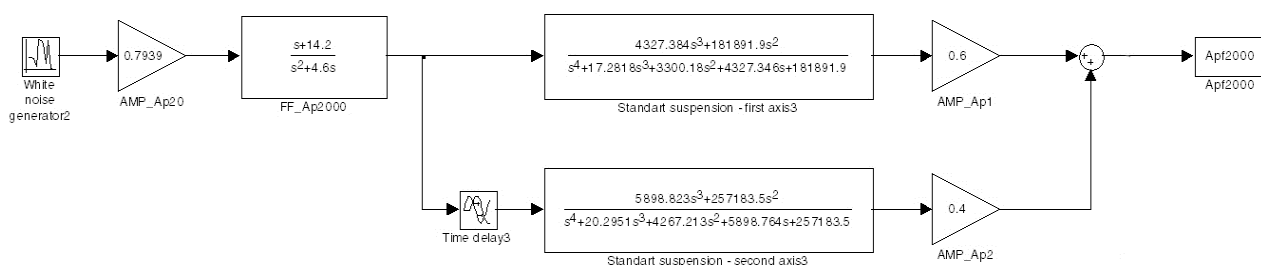 0.7939
s+14.2
s²+4.6s
4327.384s³+181891.9s²
s⁴+17.2818s³+3300.18s²+4327.346s+181891.9
0.6
+
+
Apf2000
White
noise
generator2
AMP_Ap20
FF_Ap2000
Standart suspension - first axis3
AMP_Ap1
Apf2000
5898.823s³+257183.5s²
s⁴+20.2951s³+4267.213s²+5898.764s+257183.5
0.4
Time delay3
Standart suspension - second axis3
AMP_Ap2